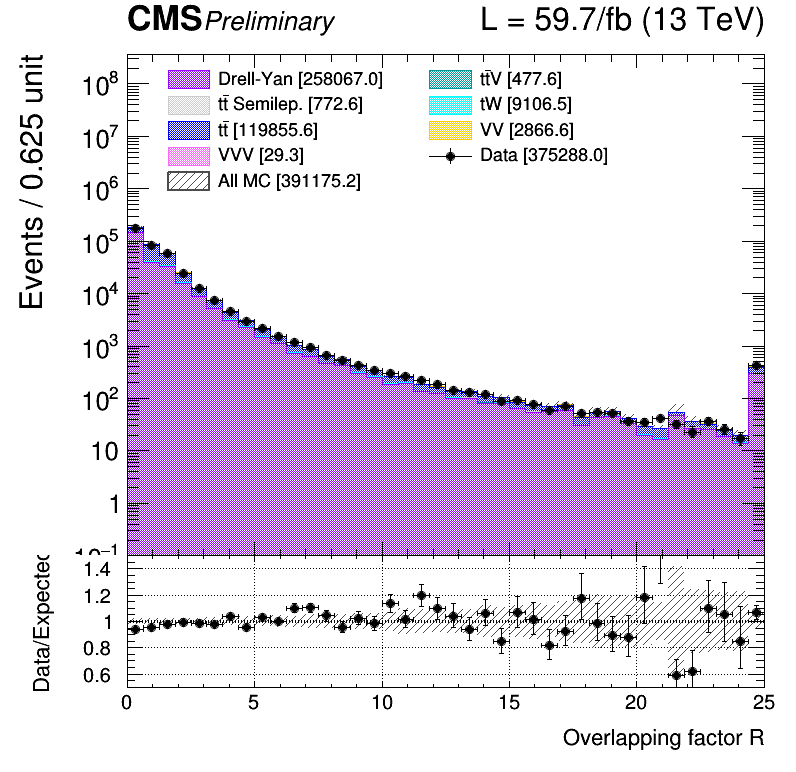 CMS Preliminary L = 59.7/fb (13 TeV)
Events / 0.625 unit
10⁸
10⁷
10⁶
10⁵
10⁴
10³
10²
10
1
10⁻¹
Drell-Yan [258067.0]
tt̄ Semilep. [772.6]
tt̄ [119855.6]
VVV [29.3]
All MC [391175.2]
tt̄V [477.6]
tW [9106.5]
VV [2866.6]
Data [375288.0]
Data/Expected
1.4
1.2
1
0.8
0.6
0 5 10 15 20 25
Overlapping factor R